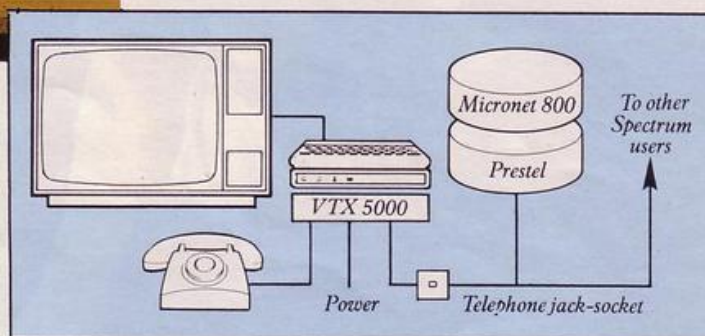 Micronet 800
Prestel
To other
Spectrum
users
VTX 5000
Power
Telephone jack-socket